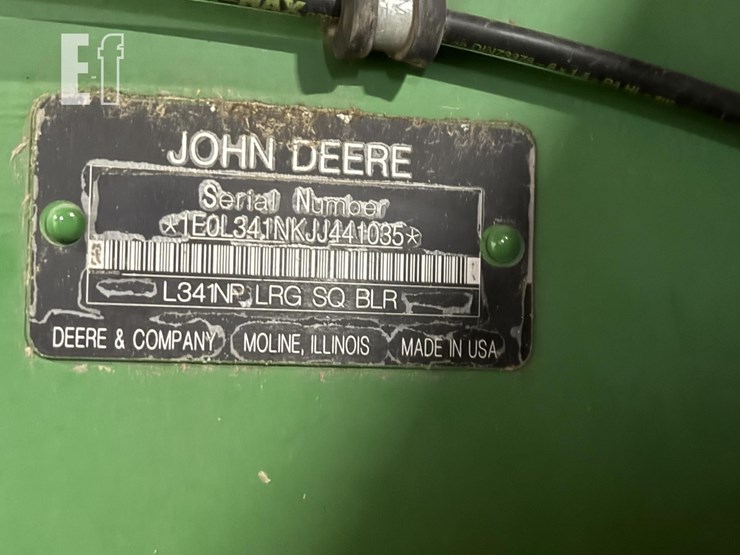 E-f
JOHN DEERE
Serial Number
*1E0L341NKJJ441035*
L341NP LRG SQ BLR
DEERE & COMPANY MOLINE, ILLINOIS MADE IN USA